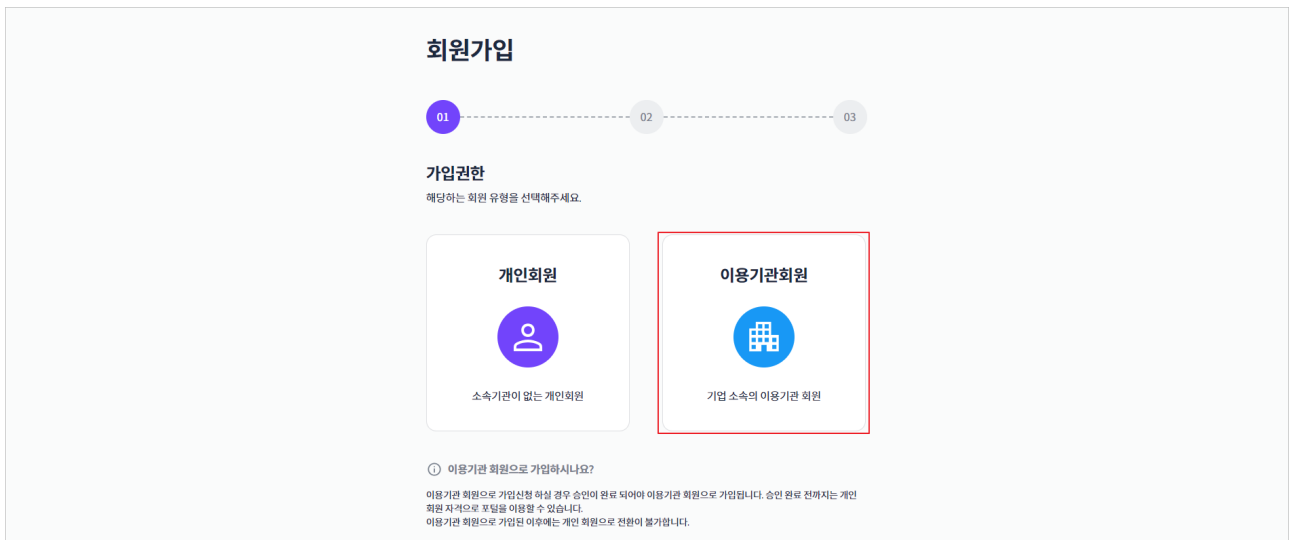 회원가입
01
02
03
가입권한
해당하는 회원 유형을 선택해주세요.
개인회원
이용기관회원
소속기관이 없는 개인회원
기업 소속의 이용기관 회원
이용기관 회원으로 가입하시나요?
이용기관 회원으로 가입신청 하실 경우 승인이 완료 되어야 이용기관 회원으로 가입됩니다. 승인 완료 전까지는 개인
회원 자격으로 포털을 이용할 수 있습니다.
이용기관 회원으로 가입된 이후에는 개인 회원으로 전환이 불가합니다.